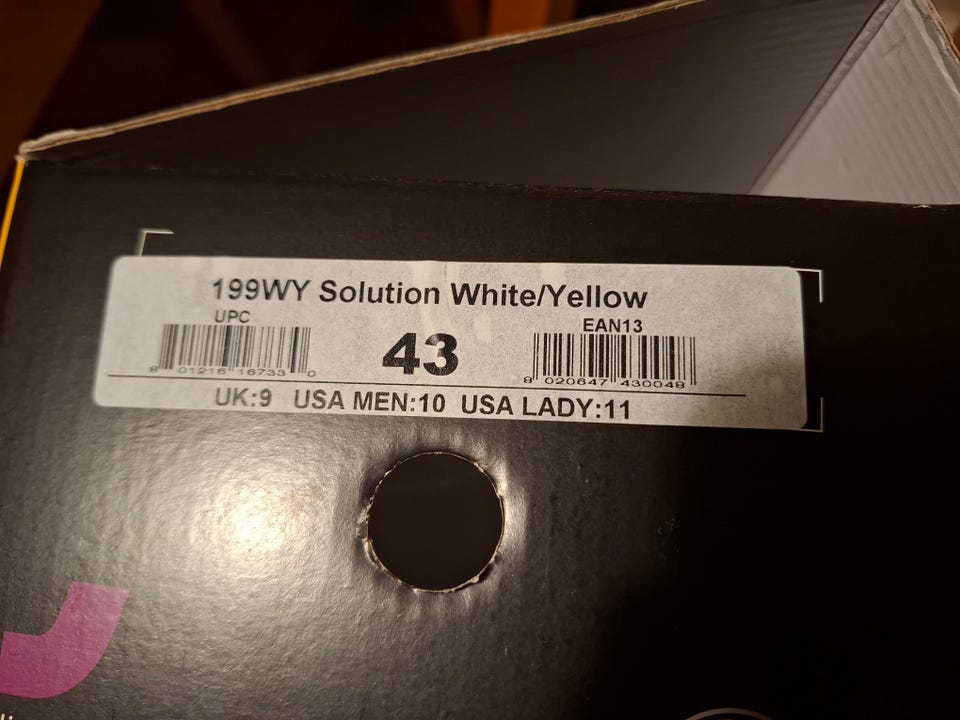 199WY Solution White/Yellow
UPC
EAN13
43
8 01216 16733 0
8 020647 430048
UK:9 USA MEN:10 USA LADY:11